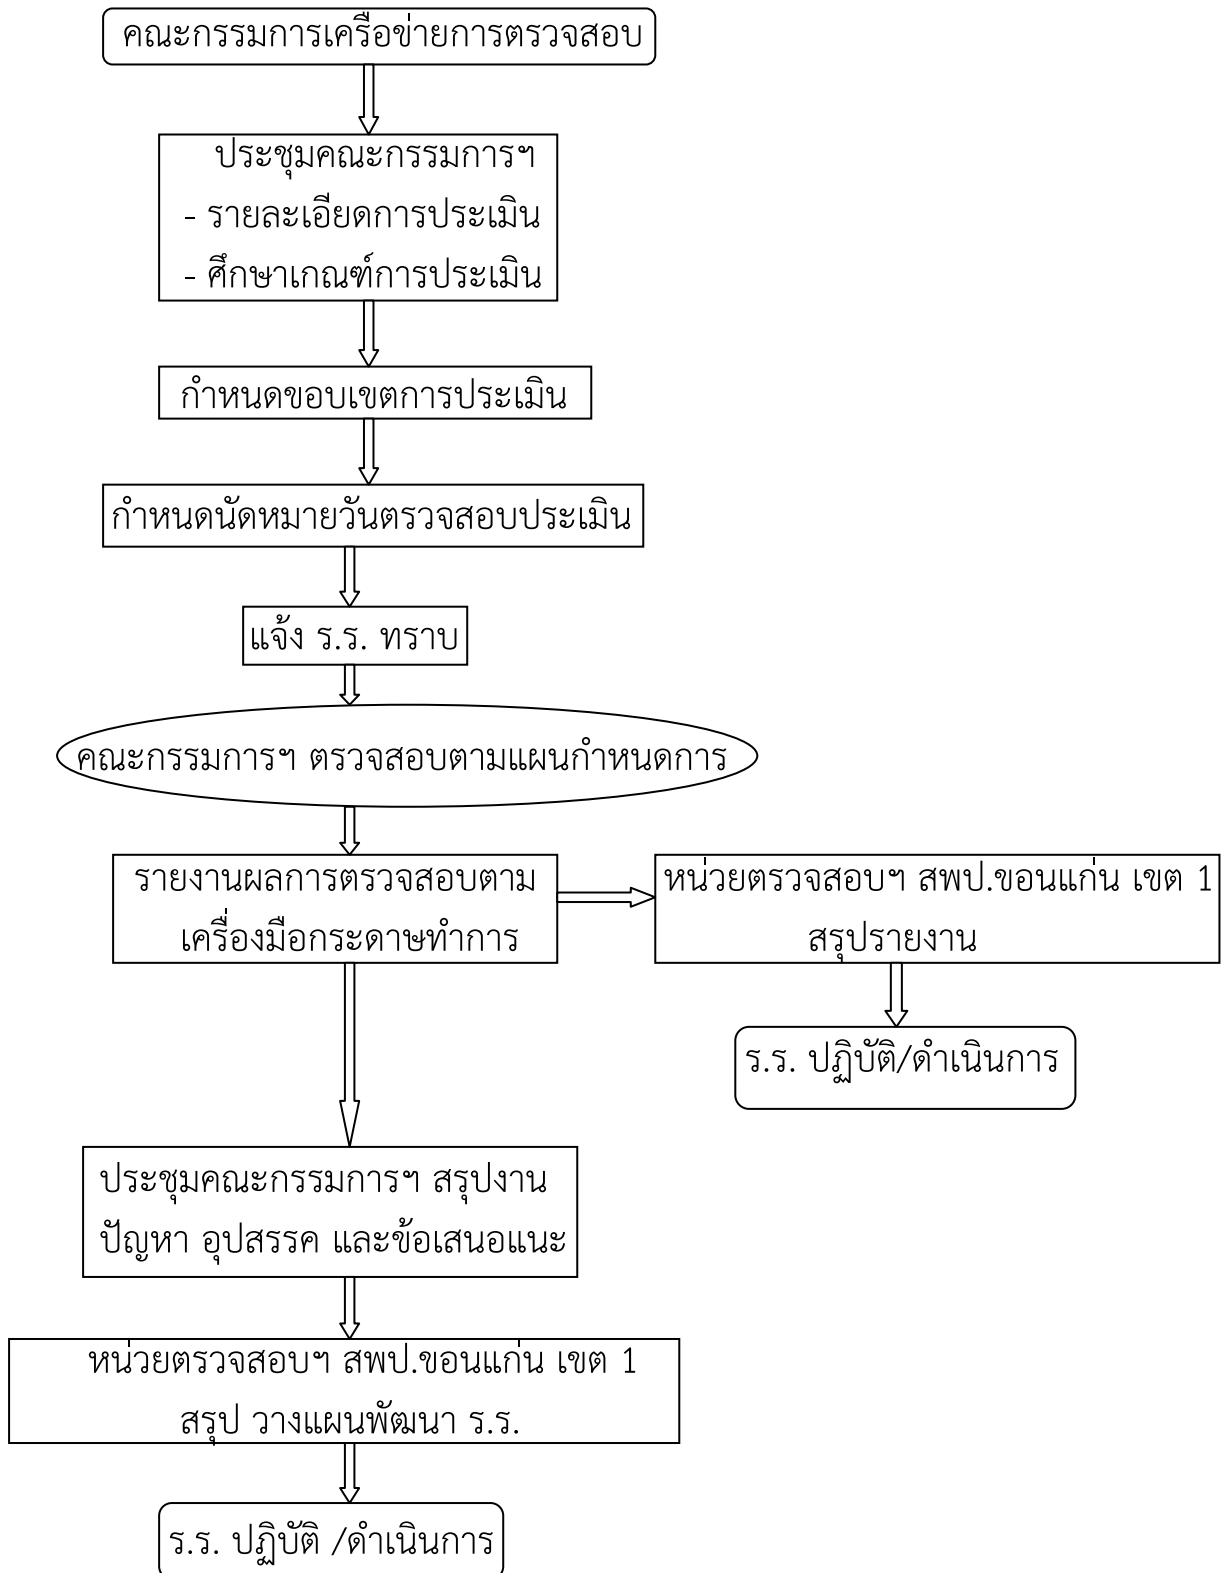 คณะกรรมการเครือข่ายการตรวจสอบ
ประชุมคณะกรรมการฯ
- รายละเอียดการประเมิน
- ศึกษาเกณฑ์การประเมิน
กำหนดขอบเขตการประเมิน
กำหนดนัดหมายวันตรวจสอบประเมิน
แจ้ง ร.ร. ทราบ
คณะกรรมการฯ ตรวจสอบตามแผนกำหนดการ
รายงานผลการตรวจสอบตาม
เครื่องมือกระดาษทำการ
หน่วยตรวจสอบฯ สพป.ขอนแก่น เขต 1
สรุปรายงาน
ร.ร. ปฏิบัติ/ดำเนินการ
ประชุมคณะกรรมการฯ สรุปงาน
ปัญหา อุปสรรค และข้อเสนอแนะ
หน่วยตรวจสอบฯ สพป.ขอนแก่น เขต 1
สรุป วางแผนพัฒนา ร.ร.
ร.ร. ปฏิบัติ /ดำเนินการ